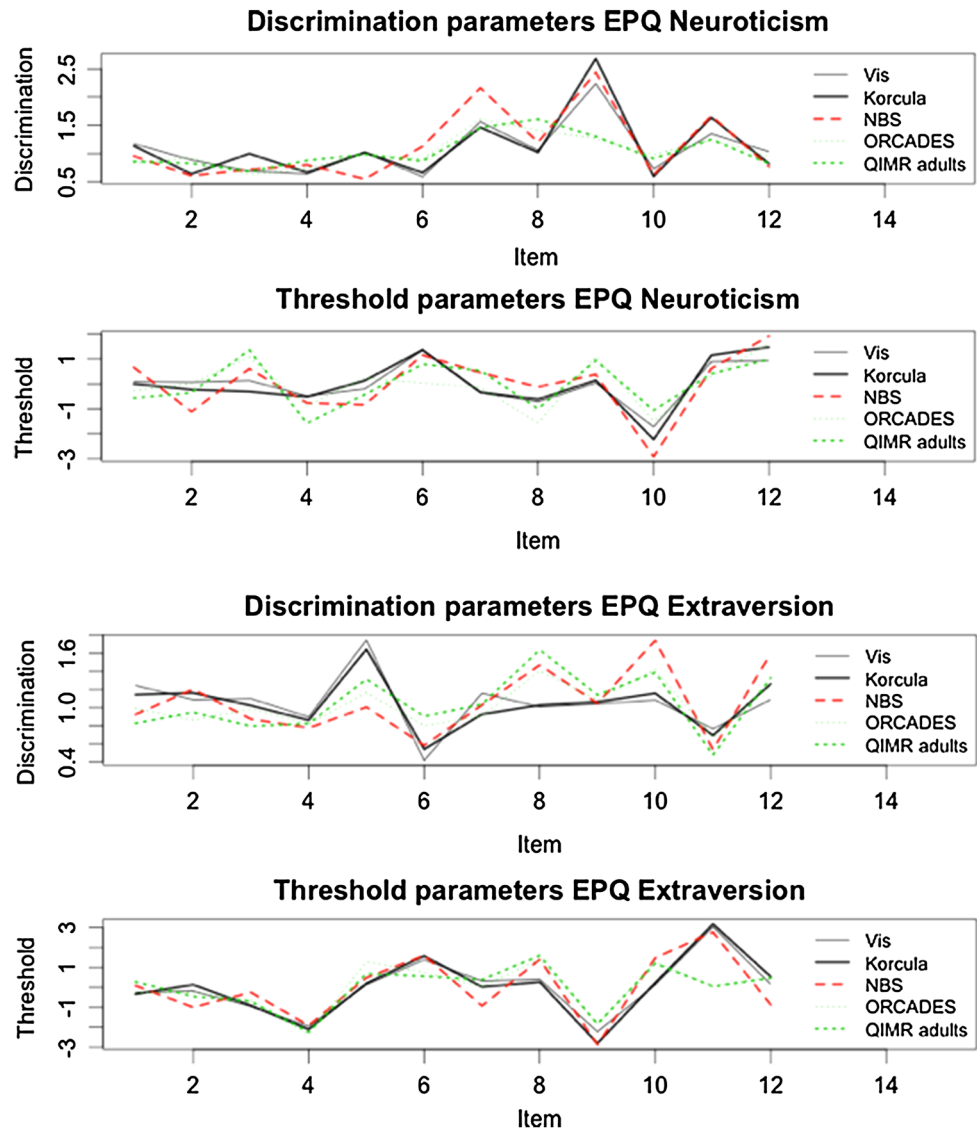 Discrimination parameters EPQ Neuroticism
Discrimination
2.5
1.5
0.5
Vis
Korcula
NBS
ORCADES
QIMR adults
2 4 6 8 10 12 14
Item
Threshold parameters EPQ Neuroticism
Threshold
1
-1
-3
Vis
Korcula
NBS
ORCADES
QIMR adults
2 4 6 8 10 12 14
Item
Discrimination parameters EPQ Extraversion
Discrimination
1.6
1.0
0.4
Vis
Korcula
NBS
ORCADES
QIMR adults
2 4 6 8 10 12 14
Item
Threshold parameters EPQ Extraversion
Threshold
3
1
-1
-3
Vis
Korcula
NBS
ORCADES
QIMR adults
2 4 6 8 10 12 14
Item